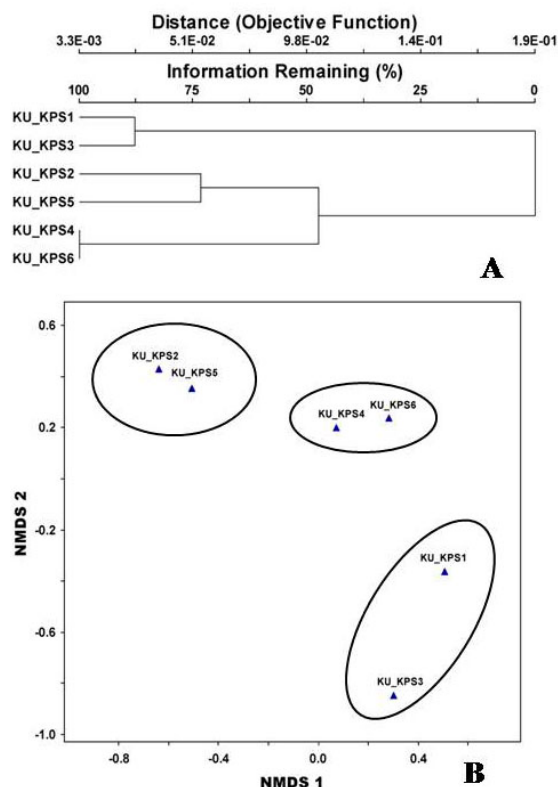 Distance (Objective Function)
3.3E-03 5.1E-02 9.8E-02 1.4E-01 1.9E-01
Information Remaining (%)
100 75 50 25 0
KU_KPS1
KU_KPS3
KU_KPS2
KU_KPS5
KU_KPS4
KU_KPS6
A
0.6
KU_KPS2
KU_KPS5
KU_KPS6
KU_KPS4
0.2
NMDS 2
-0.2
KU_KPS1
-0.6
KU_KPS3
-1.0
-0.8 -0.4 0.0 0.4
NMDS 1
B